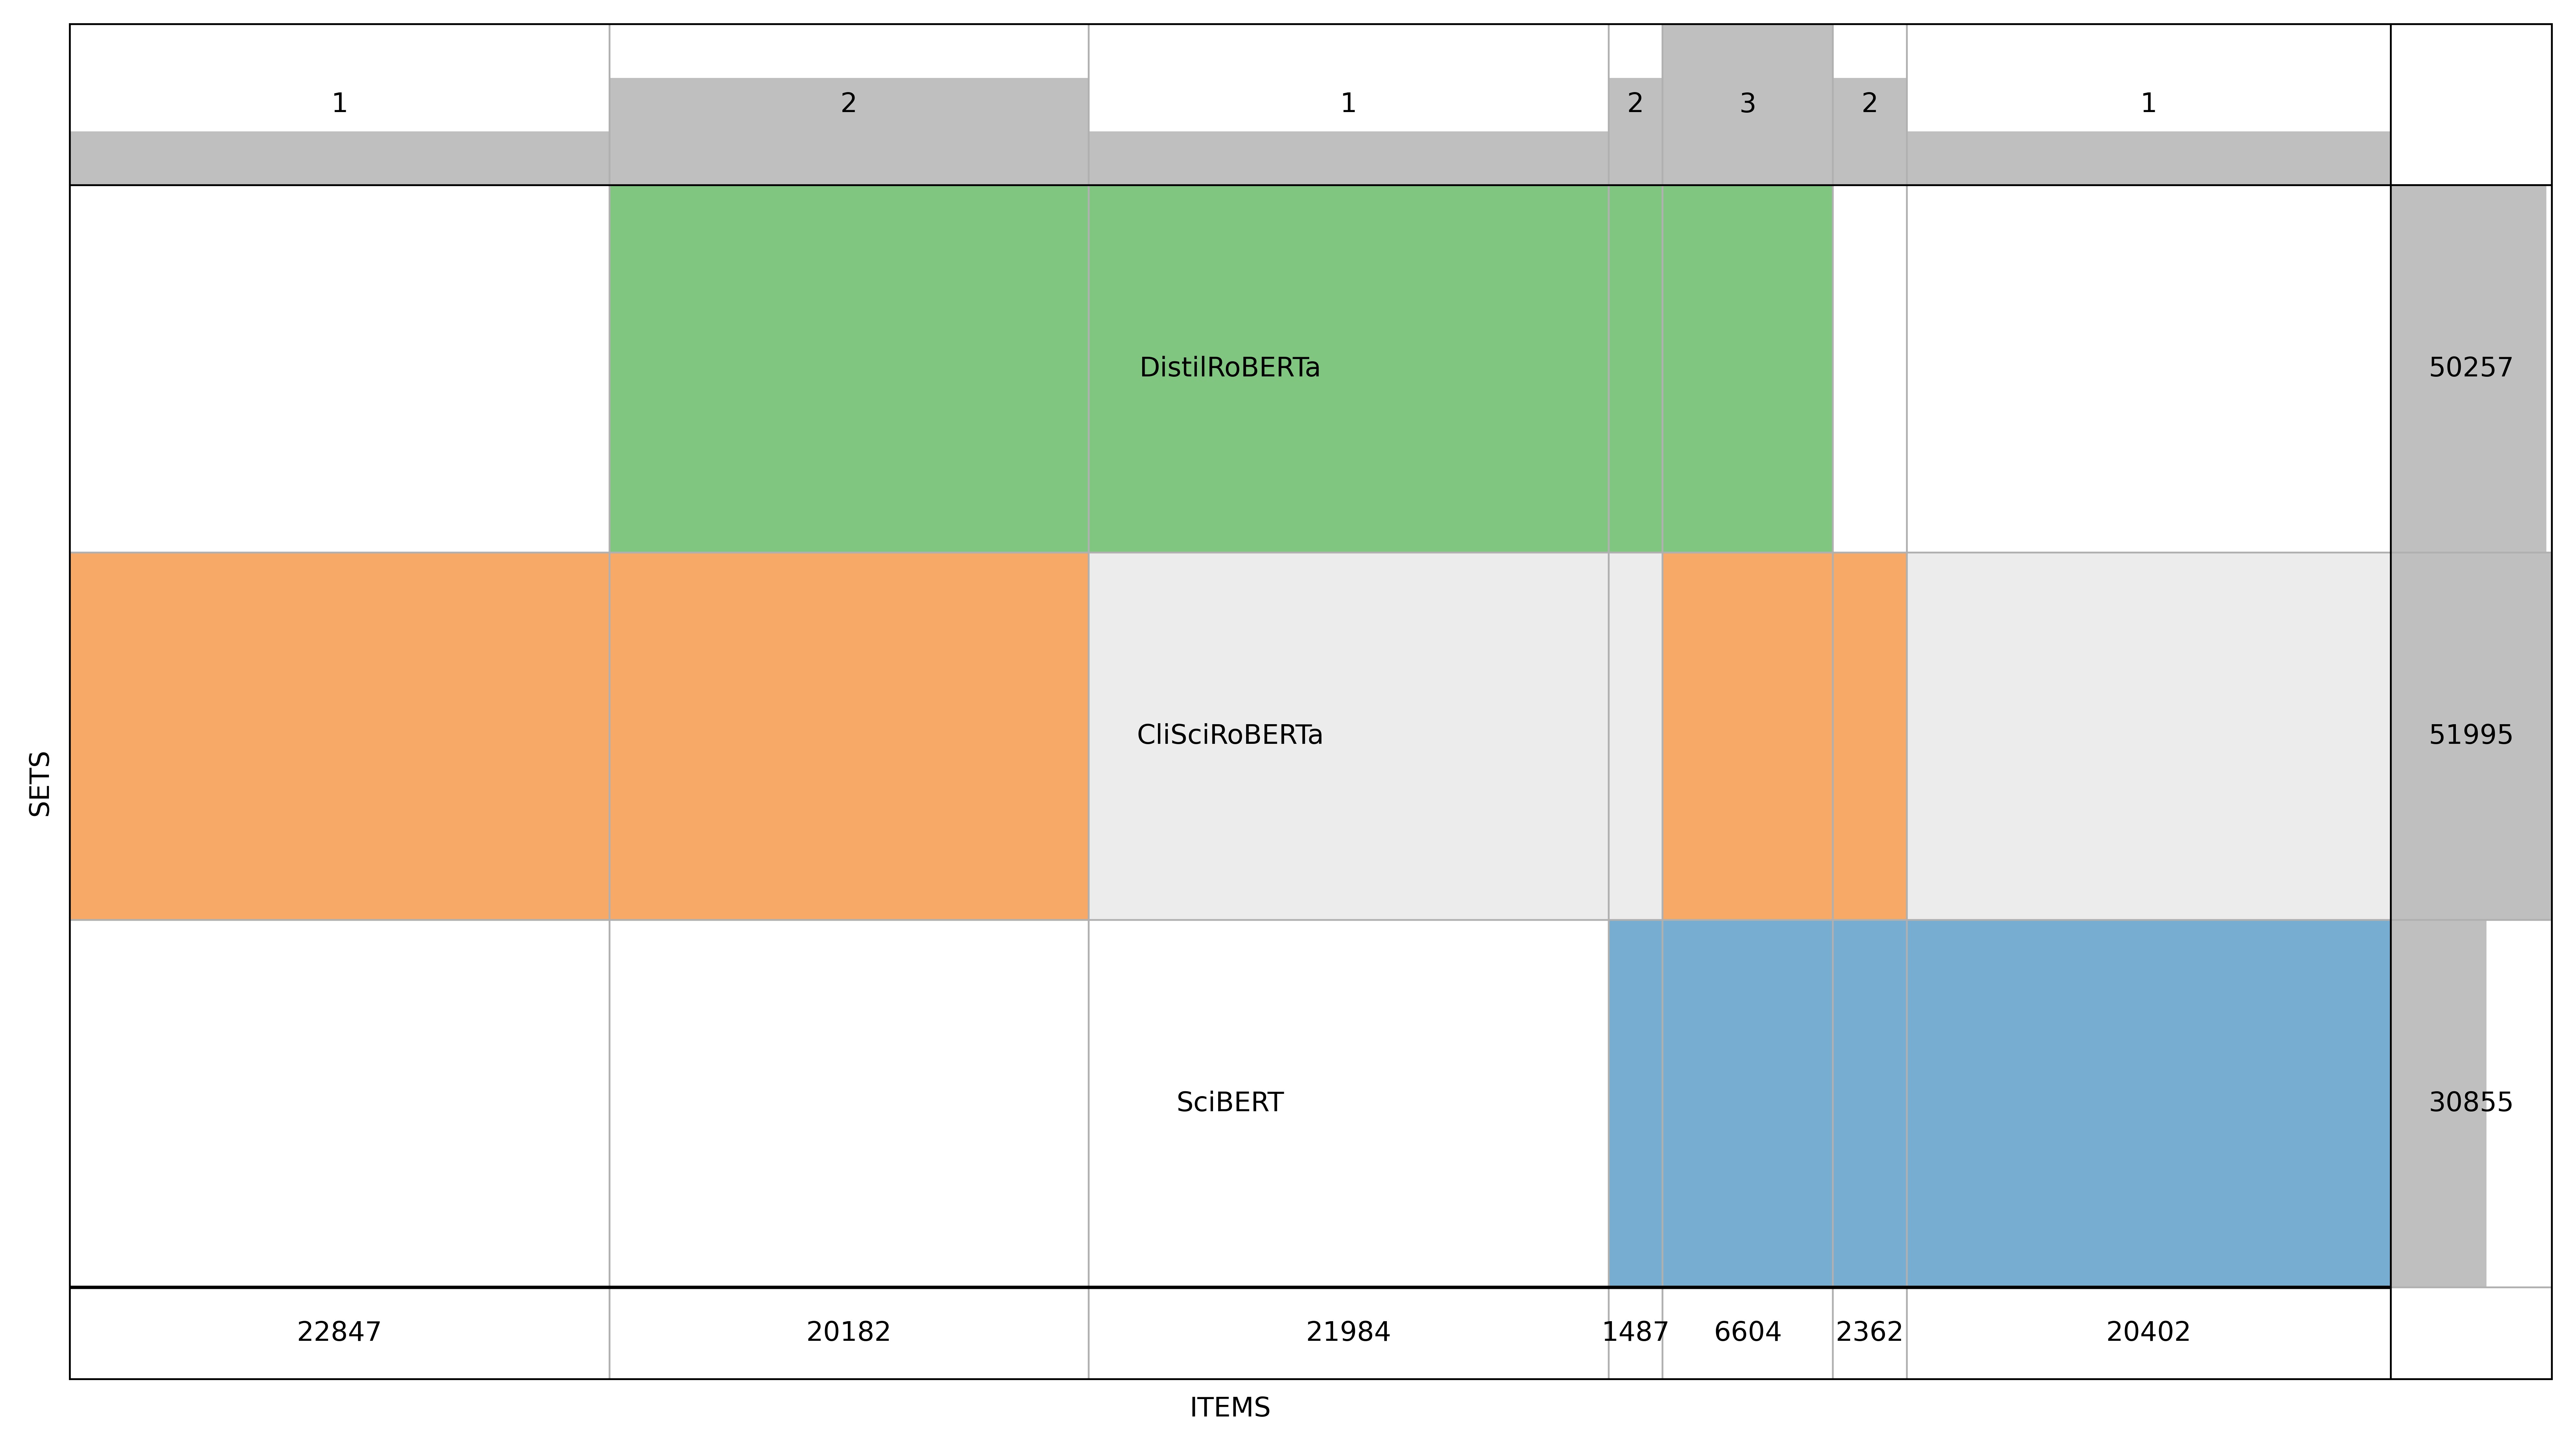 1 2 1 2 3 2 1
DistilRoBERTa 50257
CliSciRoBERTa 51995
SETS
SciBERT 30855
22847 20182 21984 1487 6604 2362 20402
ITEMS